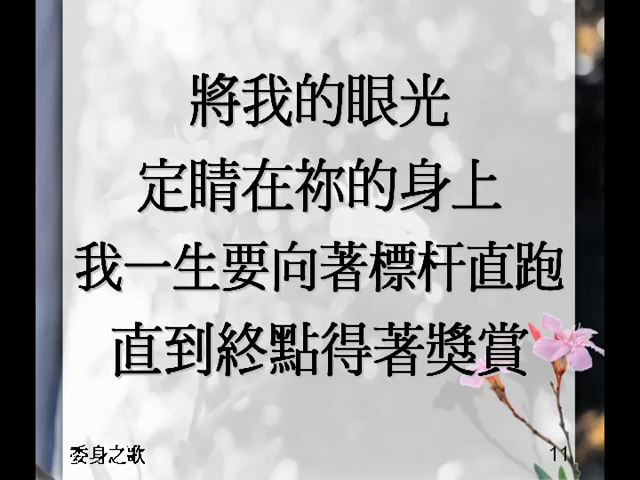 將我的眼光
定睛在祢的身上
我一生要向著標杆直跑
直到終點得著獎賞
委身之歌
11